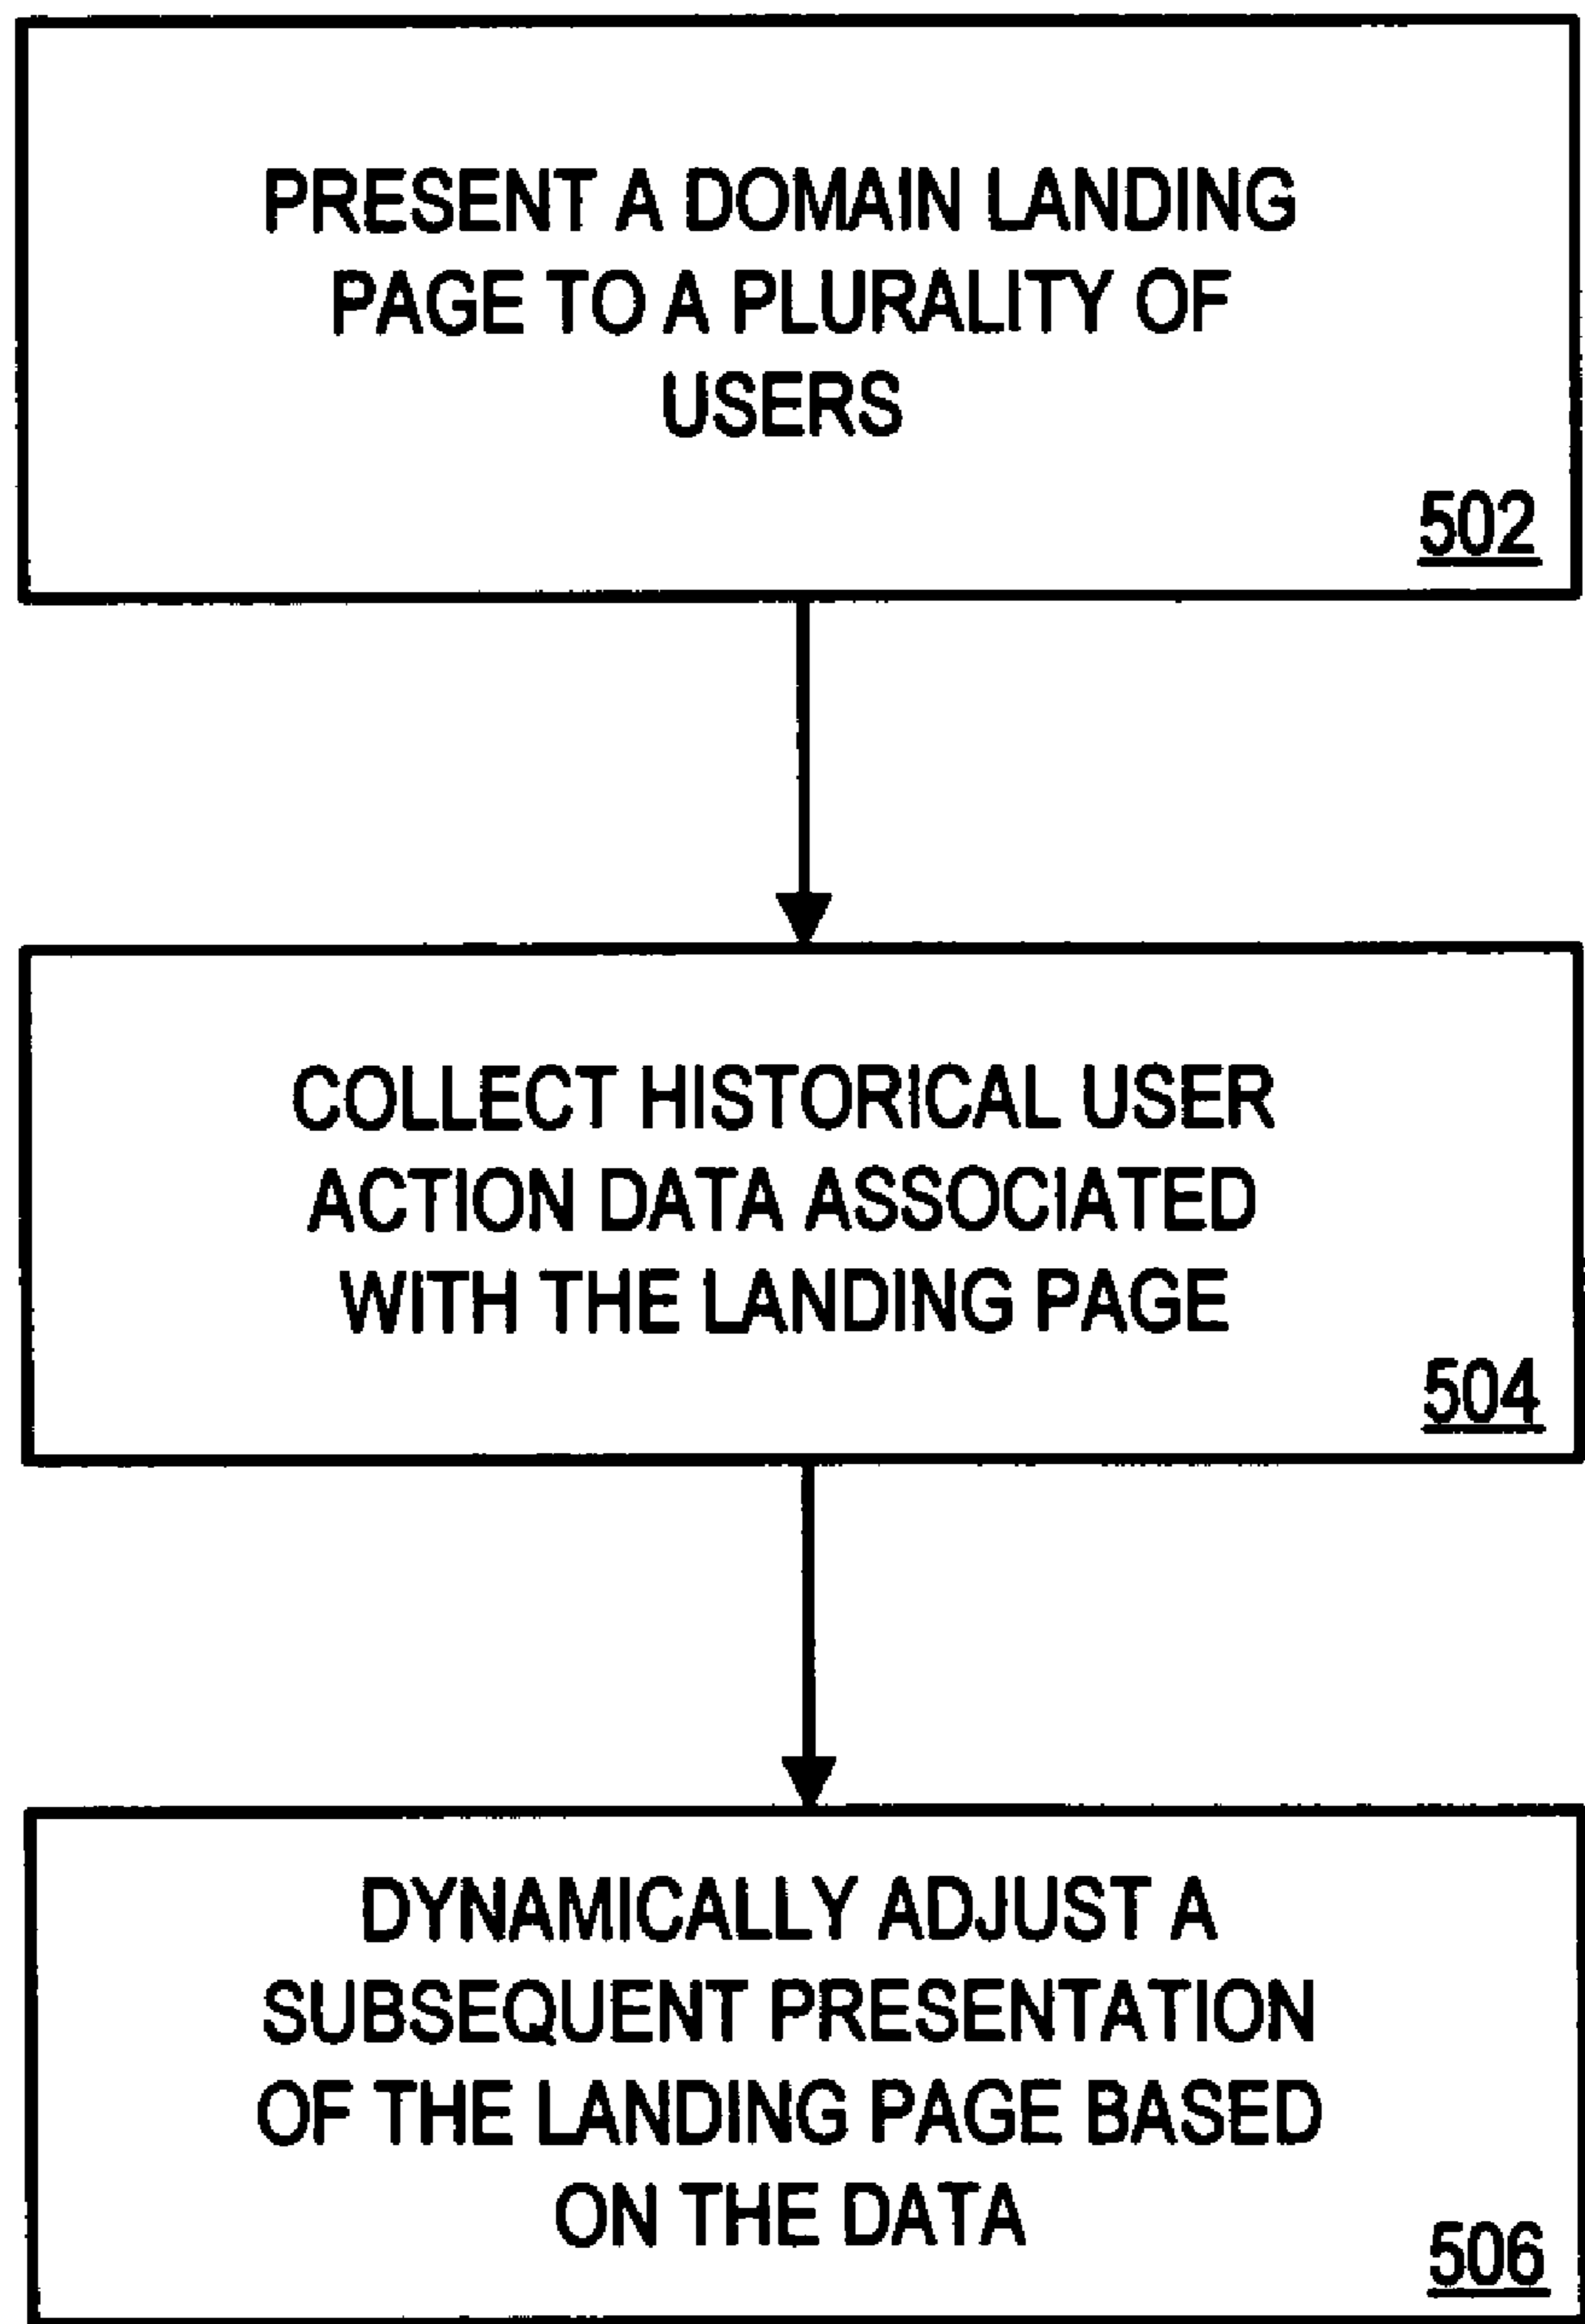 PRESENT A DOMAIN LANDING
PAGE TO A PLURALITY OF
USERS
502
COLLECT HISTORICAL USER
ACTION DATA ASSOCIATED
WITH THE LANDING PAGE
504
DYNAMICALLY ADJUST A
SUBSEQUENT PRESENTATION
OF THE LANDING PAGE BASED
ON THE DATA
506